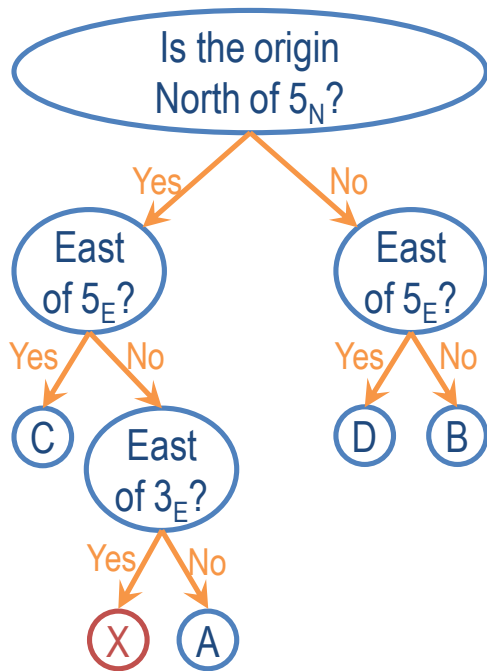 Is the origin
North of 5N?
Yes
No
East
of 5E?
East
of 5E?
Yes
No
Yes
No
C
East
of 3E?
D
B
Yes
No
X
A